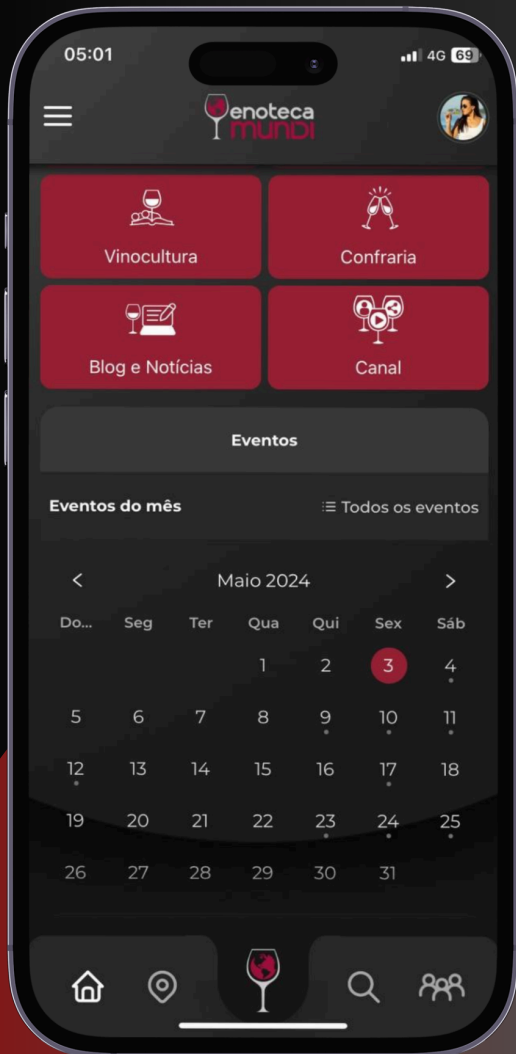 05:01 4G 69
enoteca
MUNDI
Vinocultura Confraria
Blog e Notícias Canal
Eventos
Eventos do mês Todos os eventos
< Maio 2024 >
Do... Seg Ter Qua Qui Sex Sáb
1 2 3 4
5 6 7 8 9 10 11
12 13 14 15 16 17 18
19 20 21 22 23 24 25
26 27 28 29 30 31